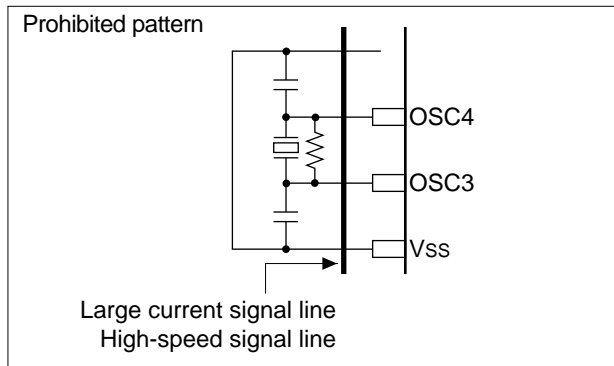 Prohibited pattern
OSC4
OSC3
VSS
Large current signal line
High-speed signal line